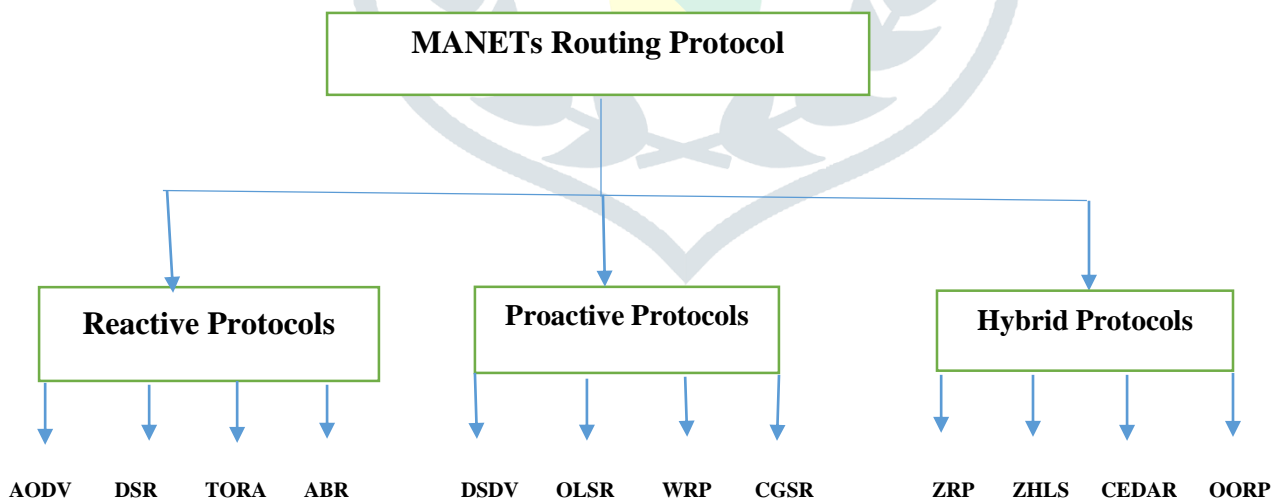 MANETs Routing Protocol
Reactive Protocols
Proactive Protocols
Hybrid Protocols
AODV DSR TORA ABR DSDV OLSR WRP CGSR ZRP ZHLS CEDAR OORP